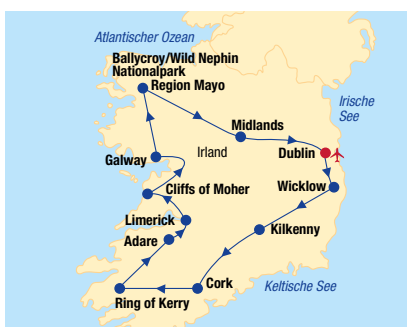 Atlantischer Ozean
Ballycroy/Wild Nephin
Nationalpark
Region Mayo
Irische
See
Midlands
Dublin
Irland
Galway
Wicklow
Cliffs of Moher
Limerick
Kilkenny
Adare
Keltische See
Cork
Ring of Kerry